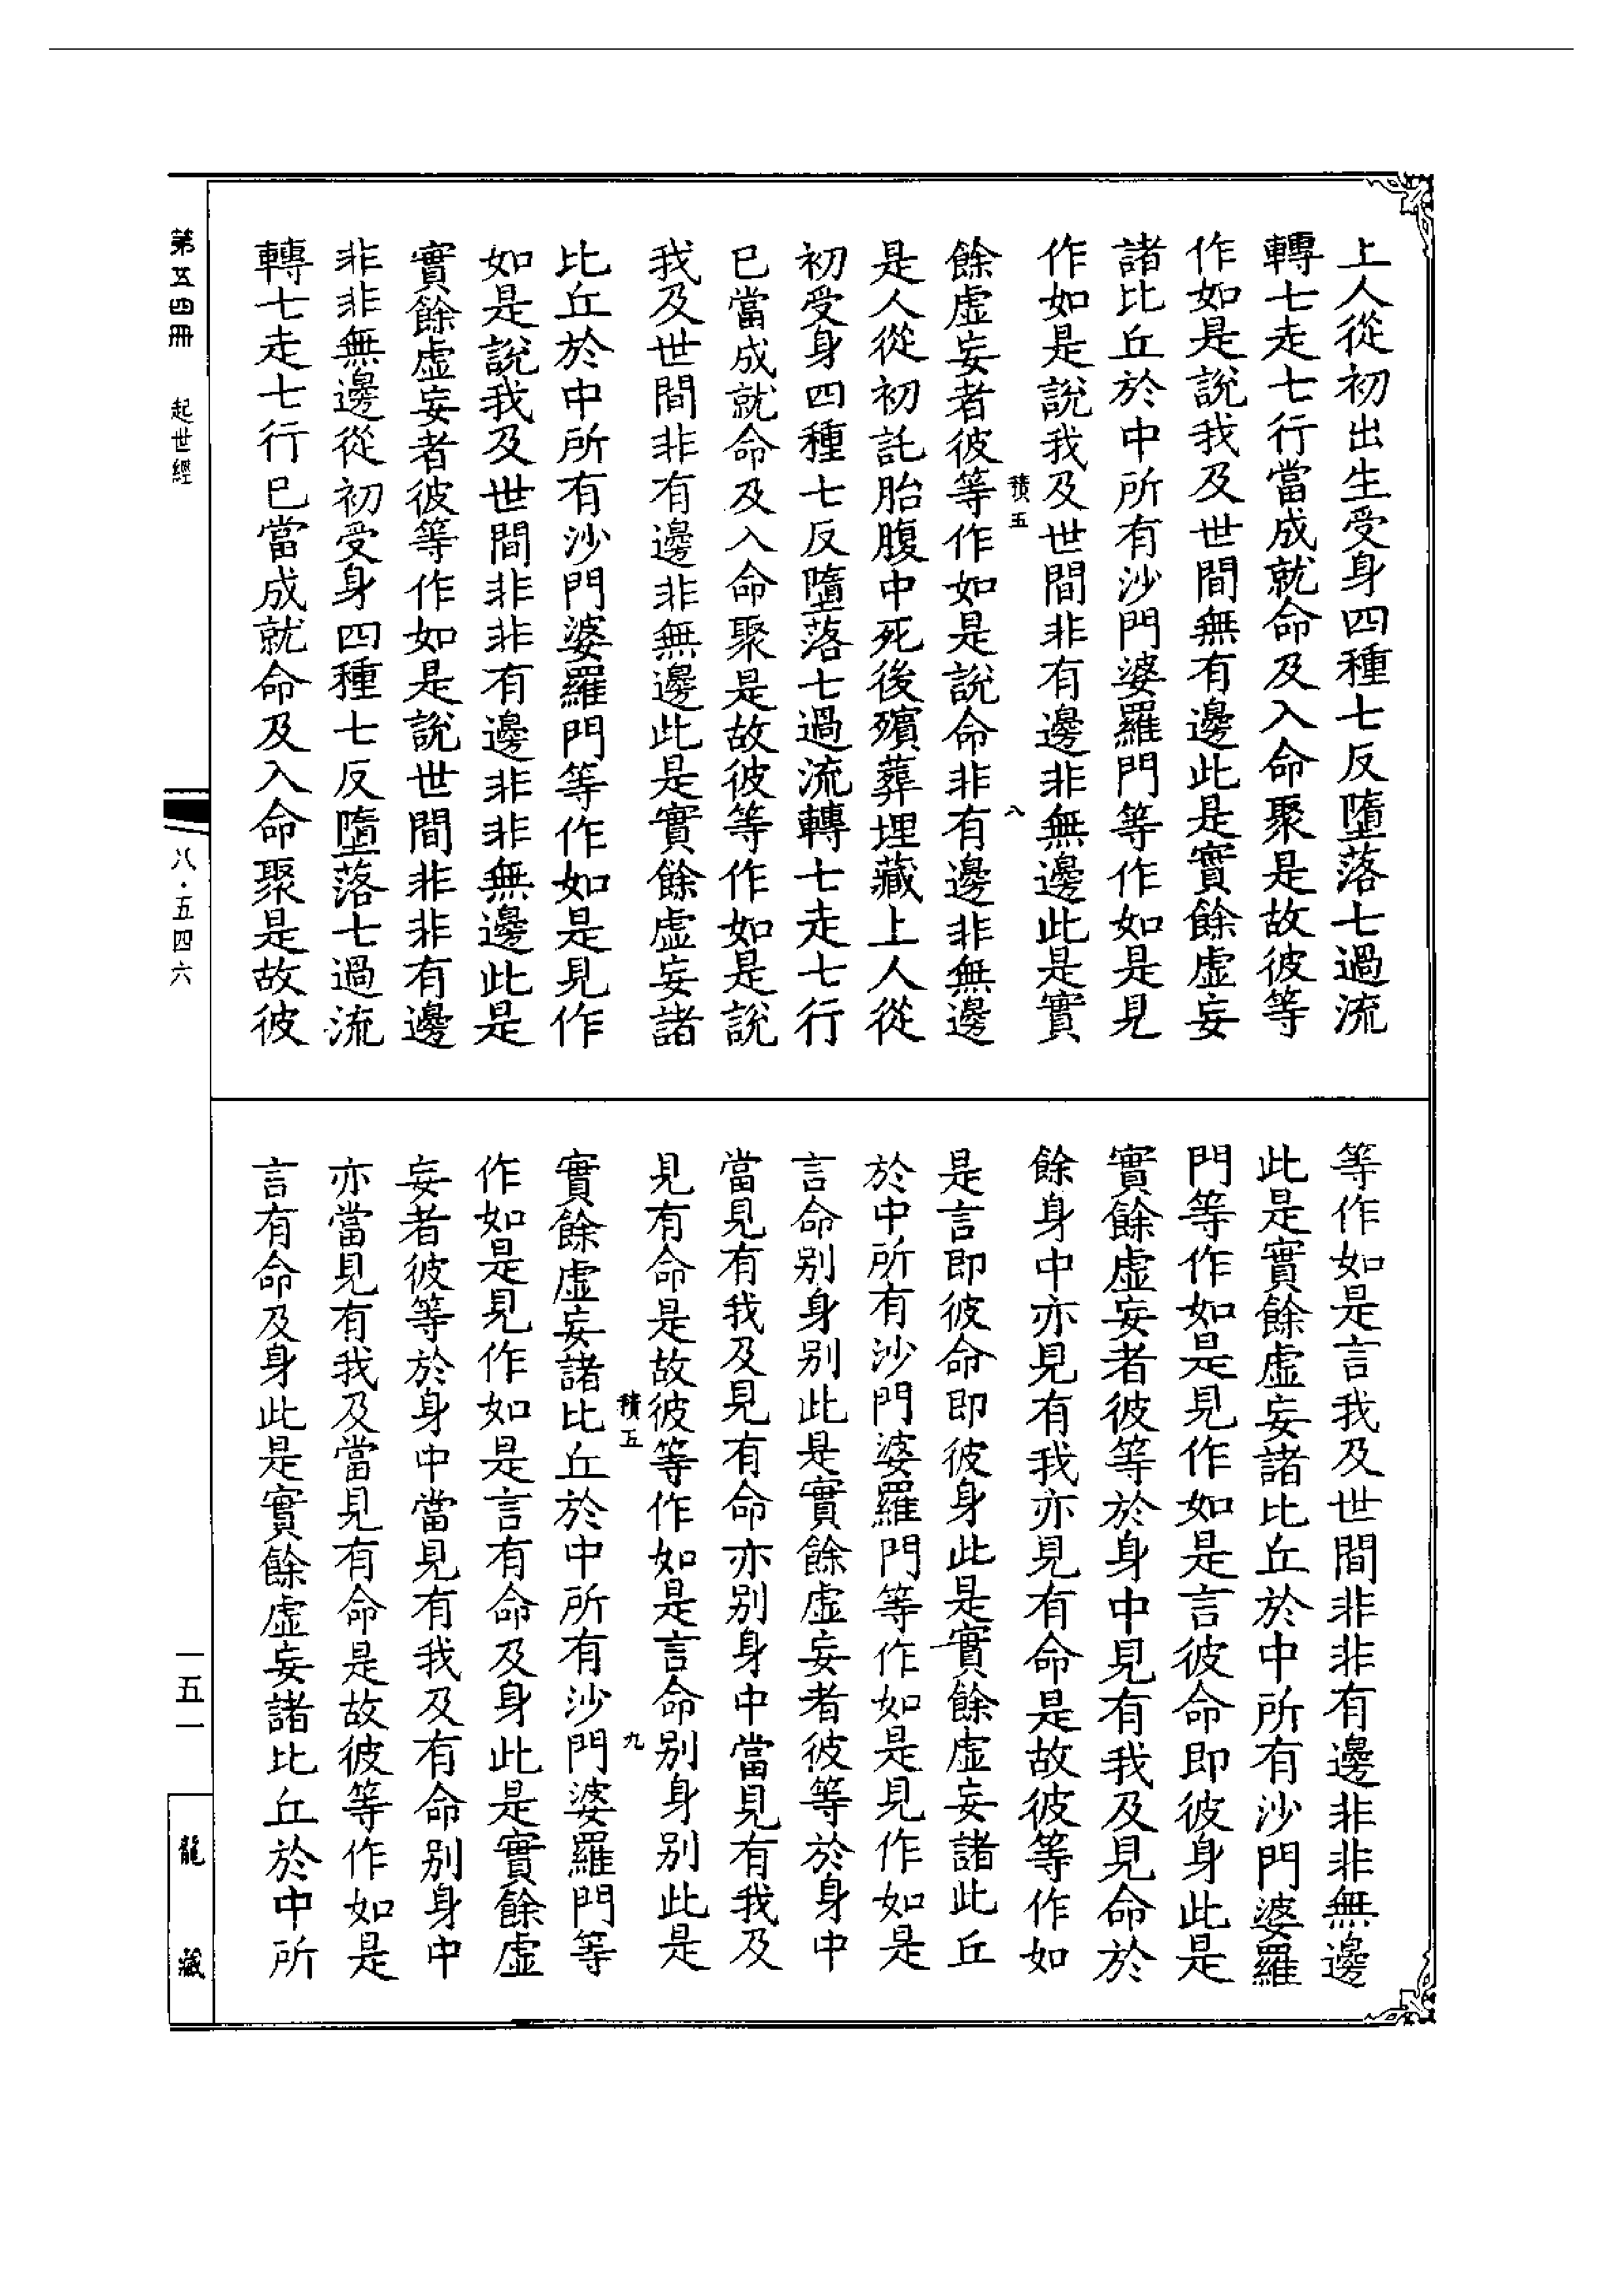 上人從初出生受身四種七反墮落七過流
轉七走七行當成就命及入命聚是故彼等
作如是說我及世間無有邊此是實餘虛妄
諸比丘於中所有沙門婆羅門等作如是見
作如是說我及世間非有邊非無邊此是實
積五 八
餘虛妄者彼等作如是說命非有邊非無邊
是人從初託胎腹中死後殯葬埋藏上人從
初受身四種七反墮落七過流轉七走七行
已當成就命及入命聚是故彼等作如是說
我及世間非有邊非無邊此是實餘虛妄諸
比丘於中所有沙門婆羅門等作如是見作
如是說我及世間非非有邊非非無邊此是
實餘虛妄者彼等作如是說世間非非有邊
非非無邊從初受身四種七反墮落七過流
轉七走七行已當成就命及入命聚是故彼
等作如是言我及世間非非有邊非非無邊
此是實餘虛妄諸比丘於中所有沙門婆羅
門等作如是見作如是言彼命即彼身此是
實餘虛妄者彼等於身中見有我及見命於
餘身中亦見有我亦見有命是故彼等作如
是言即彼命即彼身此是實餘虛妄諸比丘
於中所有沙門婆羅門等作如是見作如是
言命别身别此是實餘虛妄者彼等於身中
當見有我及見有命亦别身中當見有我及
見有命是故彼等作如是言命别身别此是
積五 九
實餘虛妄諸比丘於中所有沙門婆羅門等
作如是見作如是言有命及身此是實餘虛
妄者彼等於身中當見有我及有命别身中
亦當見有我及當見有命是故彼等作如是
言有命及身此是實餘虛妄諸比丘於中所
第五四冊 起世經
八·五四六
一五一
龍藏